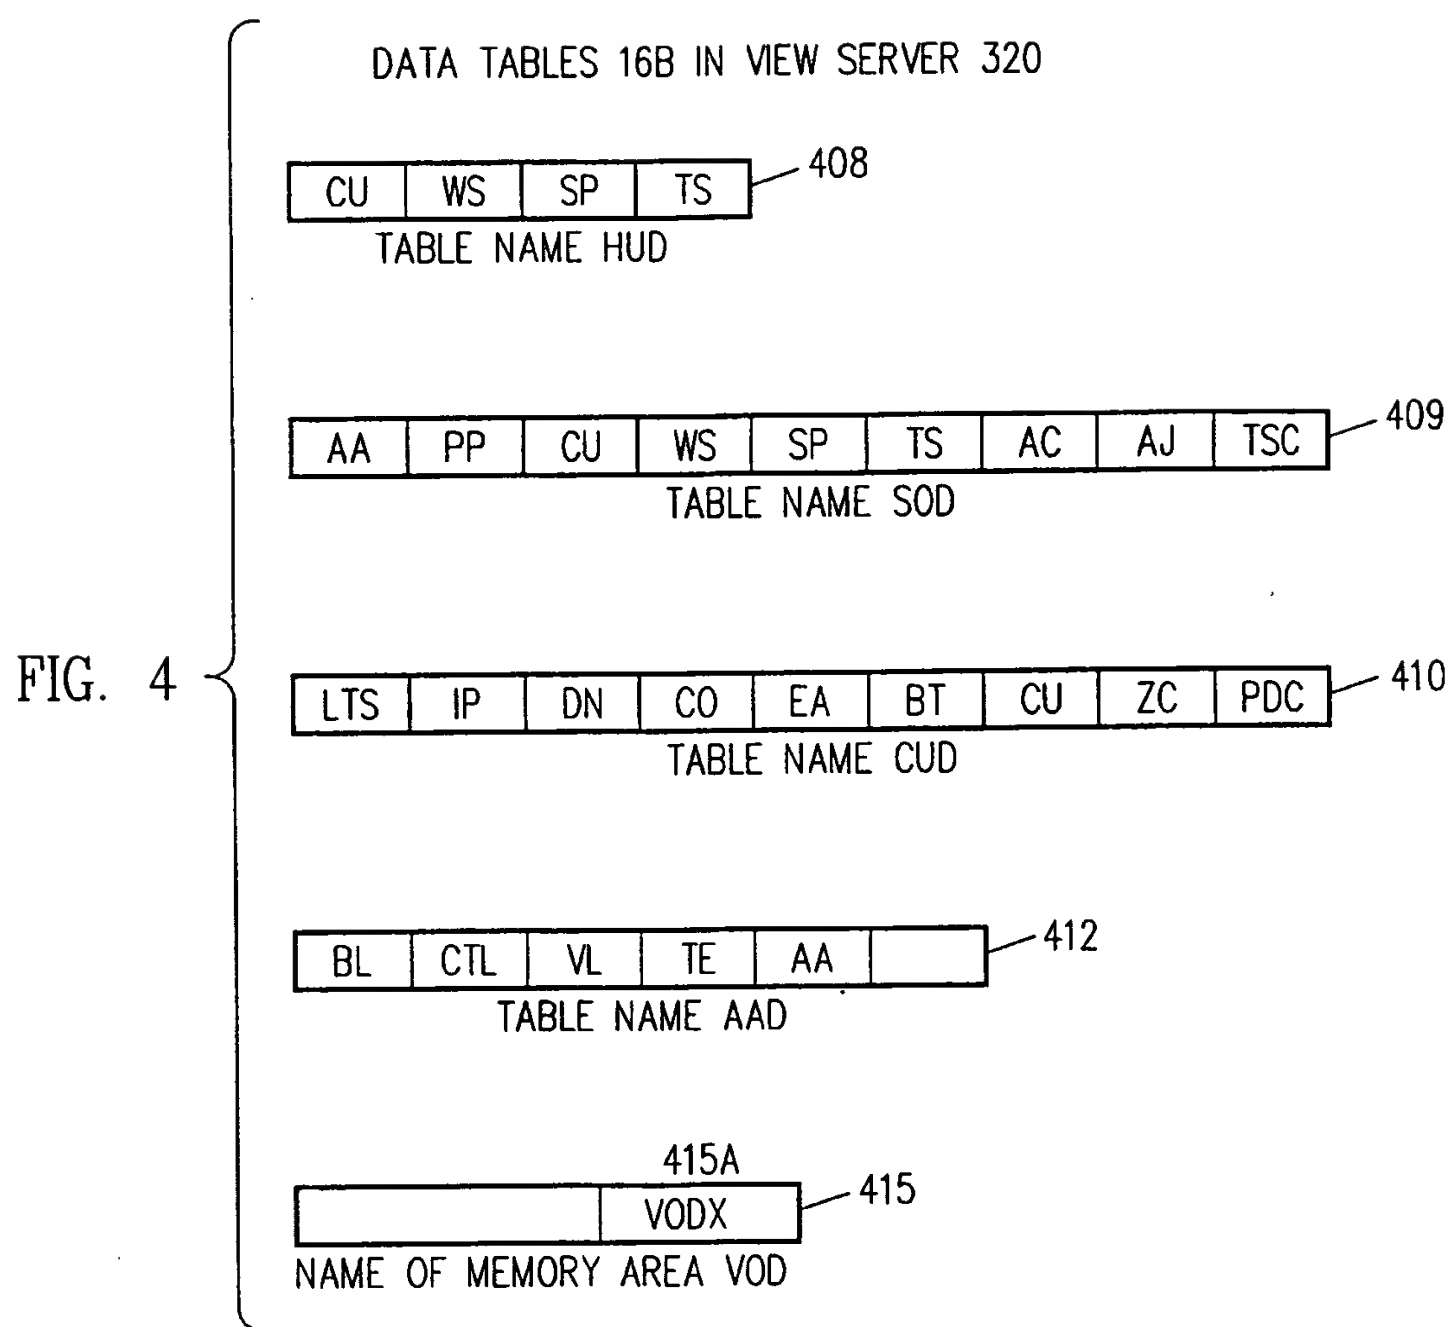 DATA TABLES 16B IN VIEW SERVER 320
CU WS SP TS 408
TABLE NAME HUD
AA PP CU WS SP TS AC AJ TSC 409
TABLE NAME SOD
FIG. 4
LTS IP DN CO EA BT CU ZC PDC 410
TABLE NAME CUD
BL CTL VL TE AA 412
TABLE NAME AAD
415A
VODX 415
NAME OF MEMORY AREA VOD